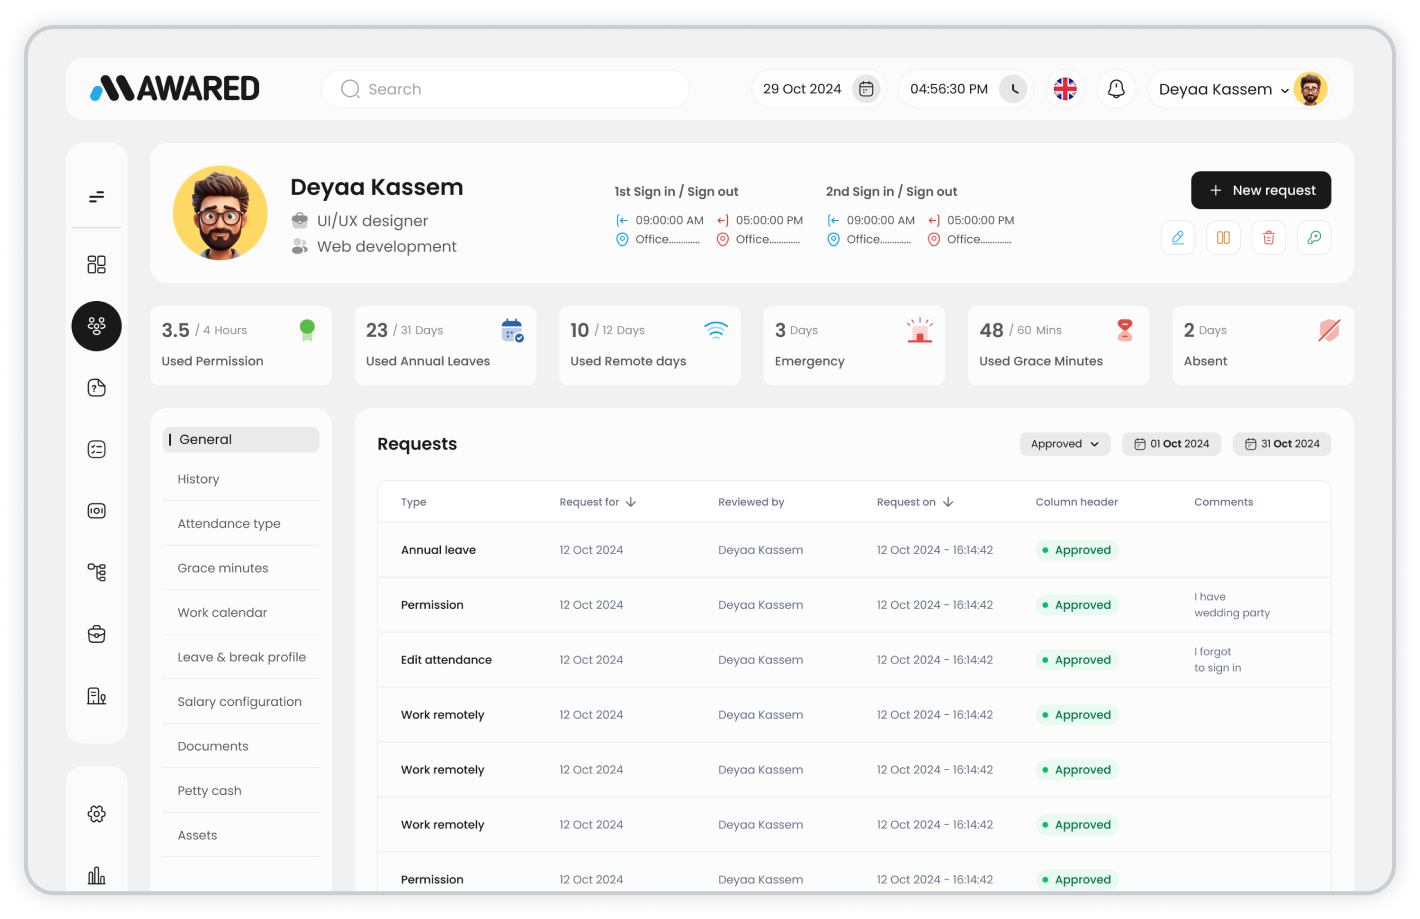 AWARED
Search
29 Oct 2024
04:56:30 PM
Deyaa Kassem
Deyaa Kassem
UI/UX designer
Web development
1st Sign in / Sign out
09:00:00 AM 05:00:00 PM
Office............ Office............
2nd Sign in / Sign out
09:00:00 AM 05:00:00 PM
Office............ Office............
+ New request
3.5 / 4 Hours
Used Permission
23 / 31 Days
Used Annual Leaves
10 / 12 Days
Used Remote days
3 Days
Emergency
48 / 60 Mins
Used Grace Minutes
2 Days
Absent
General
History
Attendance type
Grace minutes
Work calendar
Leave & break profile
Salary configuration
Documents
Petty cash
Assets
Requests
Approved
01 Oct 2024
31 Oct 2024
Type Request for Reviewed by Request on Column header Comments
Annual leave 12 Oct 2024 Deyaa Kassem 12 Oct 2024 - 16:14:42 Approved
Permission 12 Oct 2024 Deyaa Kassem 12 Oct 2024 - 16:14:42 Approved I have
wedding party
Edit attendance 12 Oct 2024 Deyaa Kassem 12 Oct 2024 - 16:14:42 Approved I forgot
to sign in
Work remotely 12 Oct 2024 Deyaa Kassem 12 Oct 2024 - 16:14:42 Approved
Work remotely 12 Oct 2024 Deyaa Kassem 12 Oct 2024 - 16:14:42 Approved
Work remotely 12 Oct 2024 Deyaa Kassem 12 Oct 2024 - 16:14:42 Approved
Permission 12 Oct 2024 Deyaa Kassem 12 Oct 2024 - 16:14:42 Approved